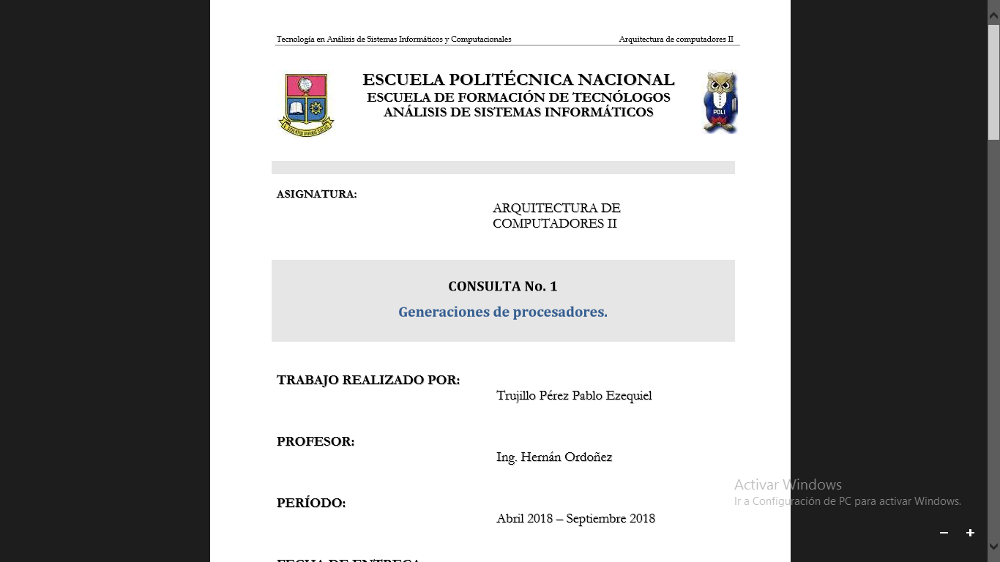 Tecnología en Análisis de Sistemas Informáticos y Computacionales Arquitectura de computadores II
ESCUELA POLITÉCNICA NACIONAL
ESCUELA DE FORMACIÓN DE TECNÓLOGOS
ANÁLISIS DE SISTEMAS INFORMÁTICOS
E SCIENTIA HOMINIS SALUS
POLI
ASIGNATURA:
ARQUITECTURA DE
COMPUTADORES II
CONSULTA No. 1
Generaciones de procesadores.
TRABAJO REALIZADO POR:
Trujillo Pérez Pablo Ezequiel
PROFESOR:
Ing. Hernán Ordoñez
PERÍODO:
Abril 2018 – Septiembre 2018
FECHA DE ENTREGA
Activar Windows
Ir a Configuración de PC para activar Windows.